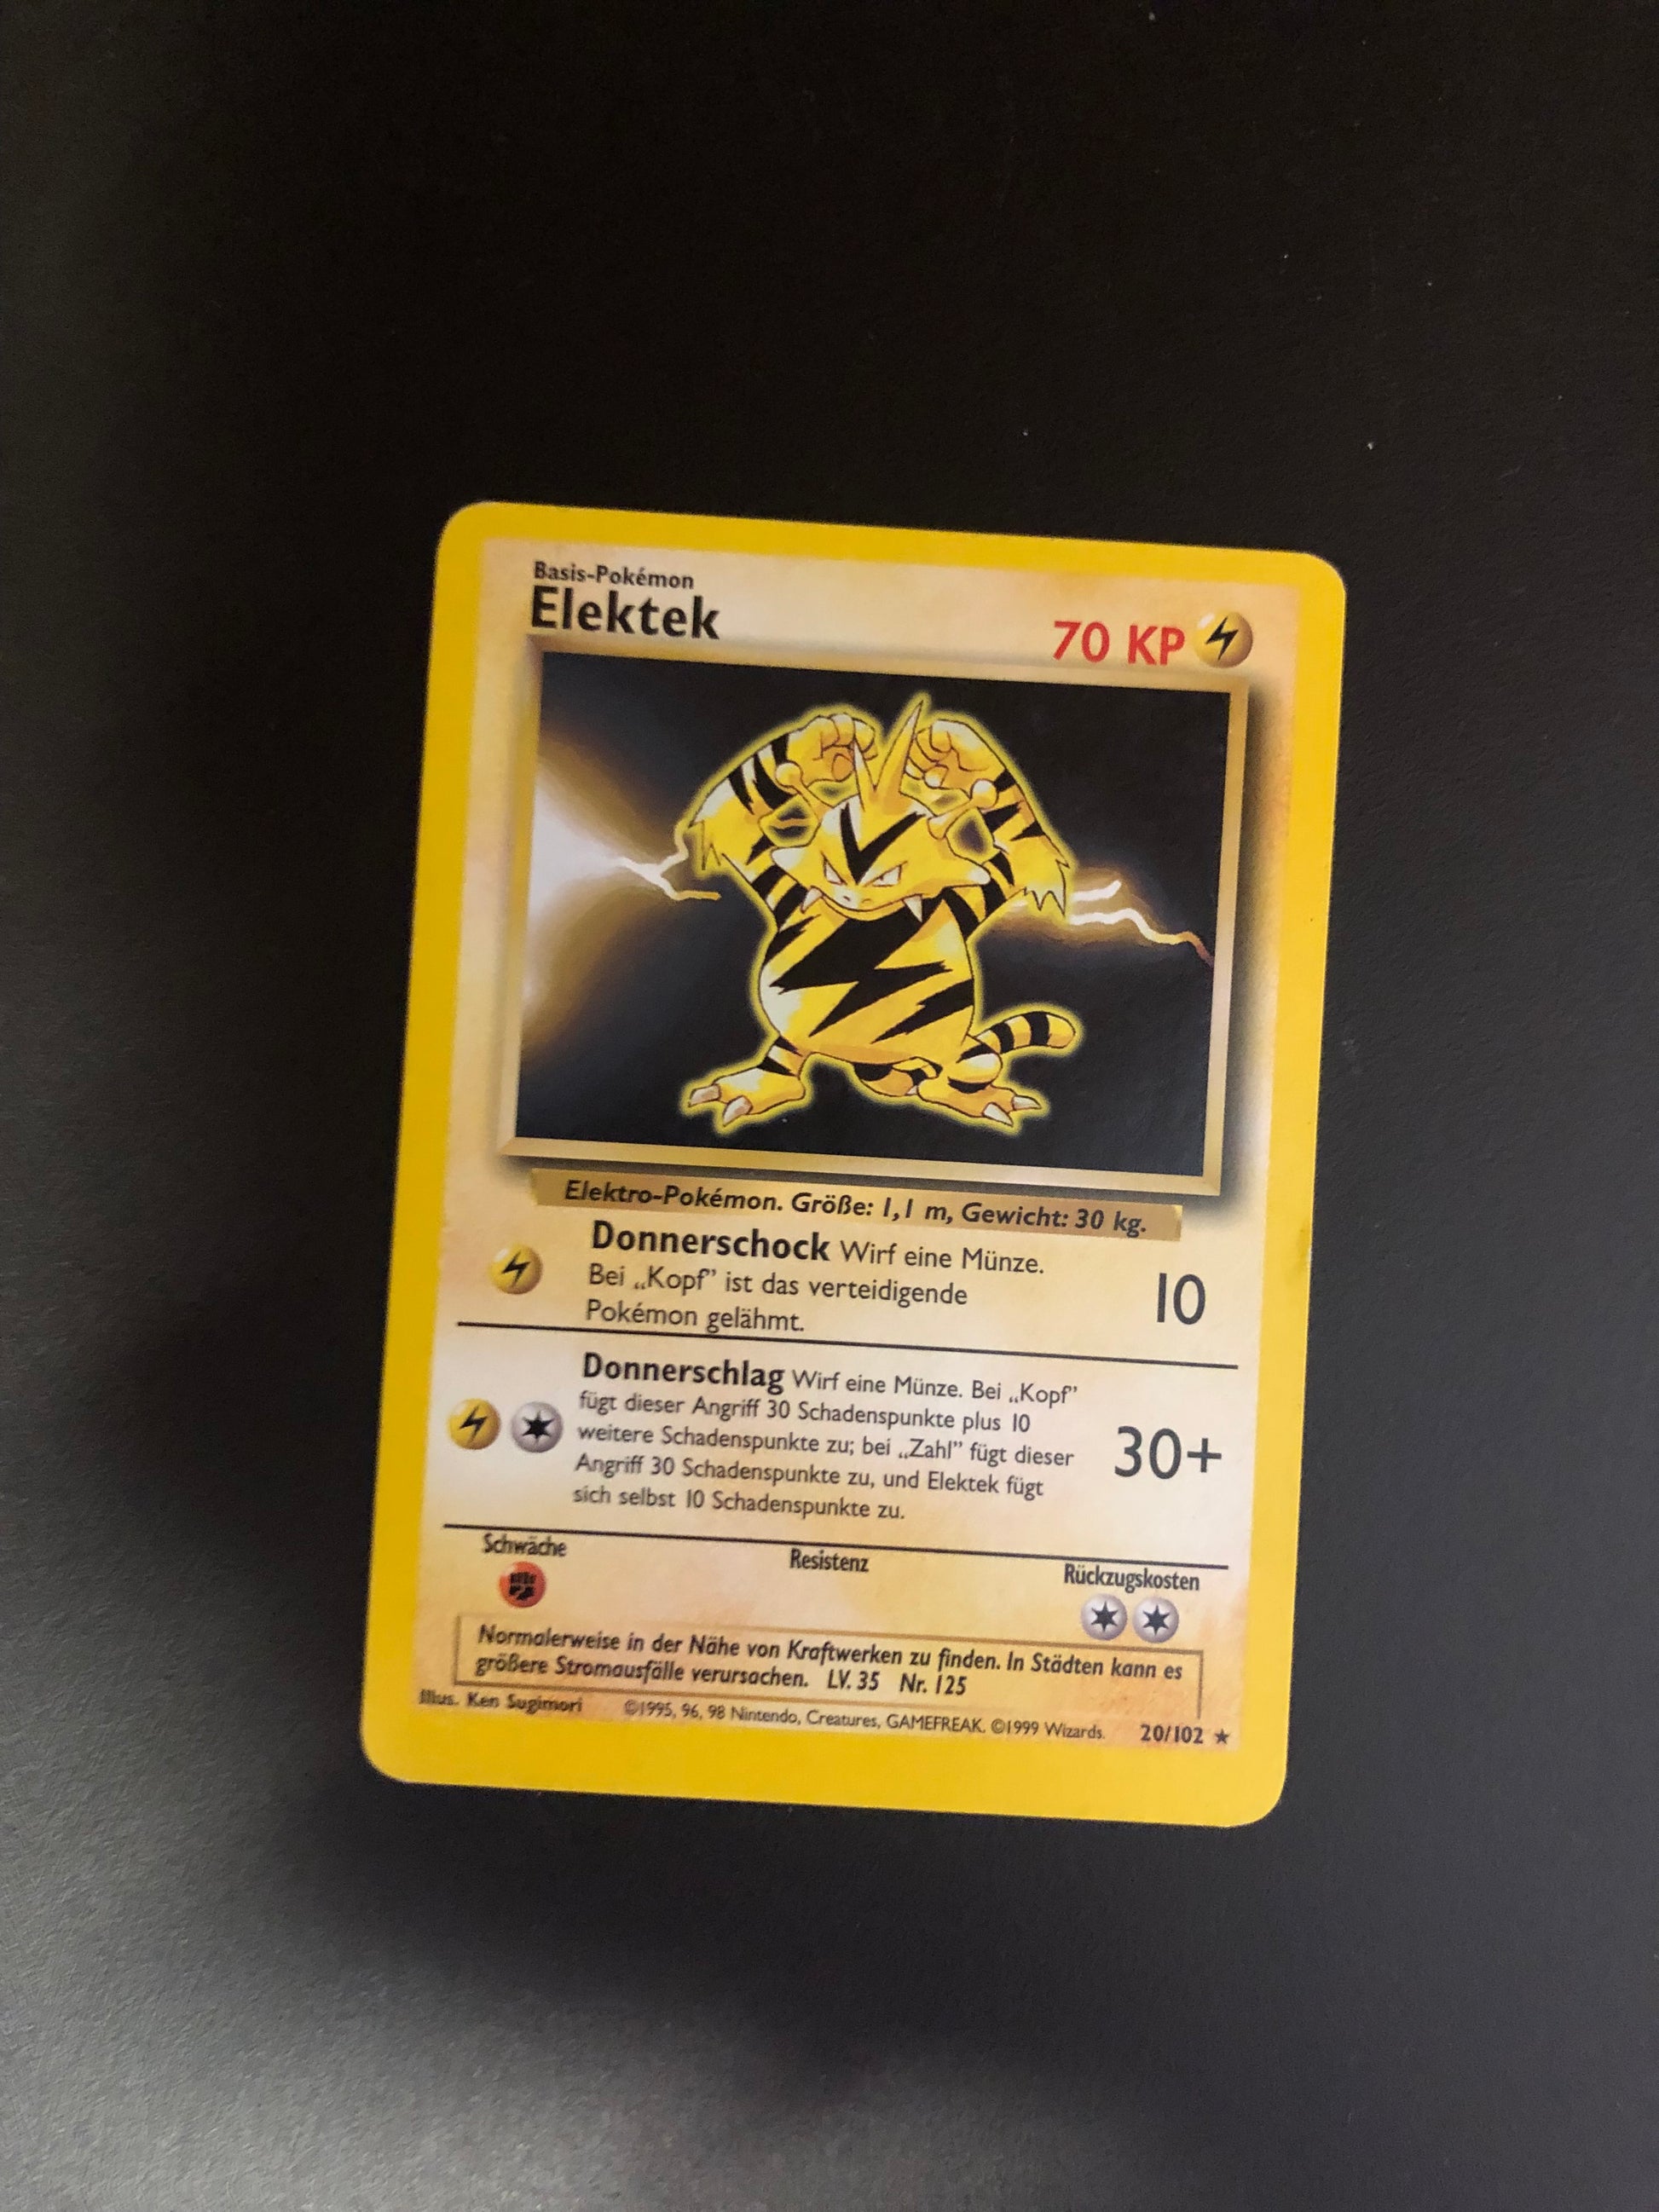 Basis-Pokémon
Elektek
70 KP
Elektro-Pokémon. Größe: 1,1 m, Gewicht: 30 kg.
Donnerschock Wirf eine Münze.
Bei „Kopf” ist das verteidigende
Pokémon gelähmt.
10
Donnerschlag Wirf eine Münze. Bei „Kopf”
fügt dieser Angriff 30 Schadenspunkte plus 10
weitere Schadenspunkte zu; bei „Zahl” fügt dieser
Angriff 30 Schadenspunkte zu, und Elektek fügt
sich selbst 10 Schadenspunkte zu.
30+
Schwäche
Resistenz
Rückzugskosten
Normalerweise in der Nähe von Kraftwerken zu finden. In Städten kann es
größere Stromausfälle verursachen. LV. 35 Nr. 125
Illus. Ken Sugimori ©1995, 96, 98 Nintendo, Creatures, GAMEFREAK. ©1999 Wizards. 20/102 ★